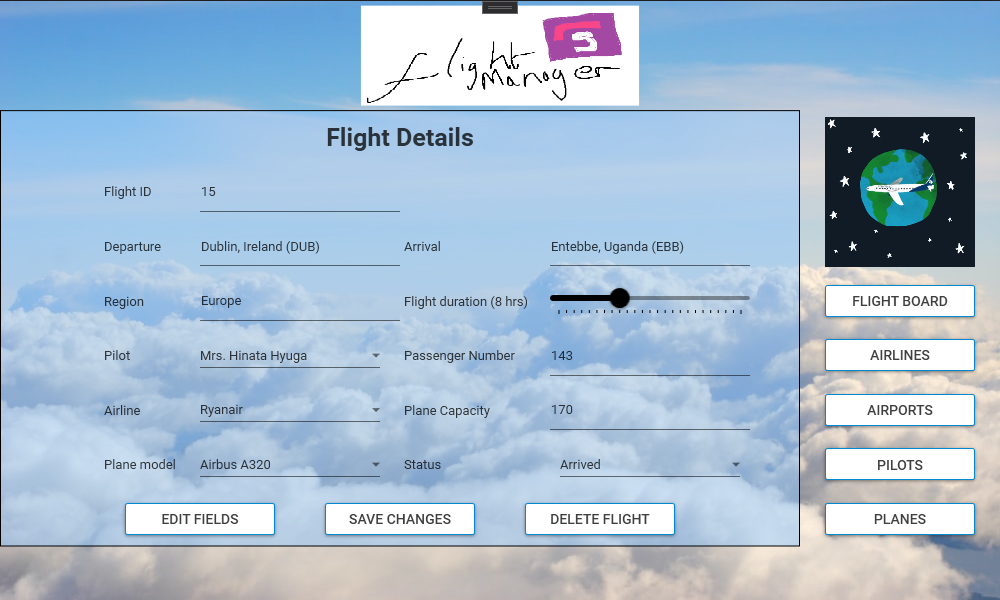 flight
manager
S
Flight Details
Flight ID 15
Departure Dublin, Ireland (DUB) Arrival Entebbe, Uganda (EBB)
Region Europe Flight duration (8 hrs)
Pilot Mrs. Hinata Hyuga Passenger Number 143
Airline Ryanair Plane Capacity 170
Plane model Airbus A320 Status Arrived
EDIT FIELDS SAVE CHANGES DELETE FLIGHT
FLIGHT BOARD
AIRLINES
AIRPORTS
PILOTS
PLANES